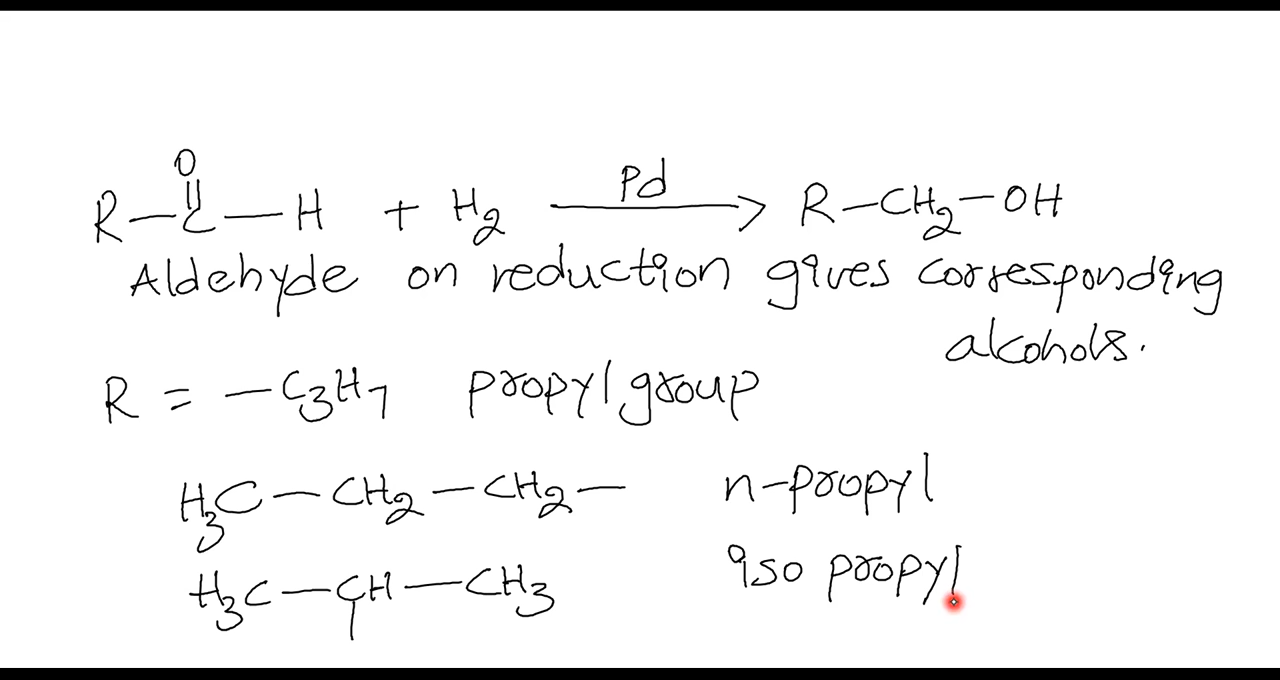 O
R—C—H + H₂ Pd→ R—CH₂—OH
Aldehyde on reduction gives corresponding
alcohols.
R = —C₃H₇ propyl group
H₃C—CH₂—CH₂— n-propyl
H₃C—CH—CH₃ iso propyl